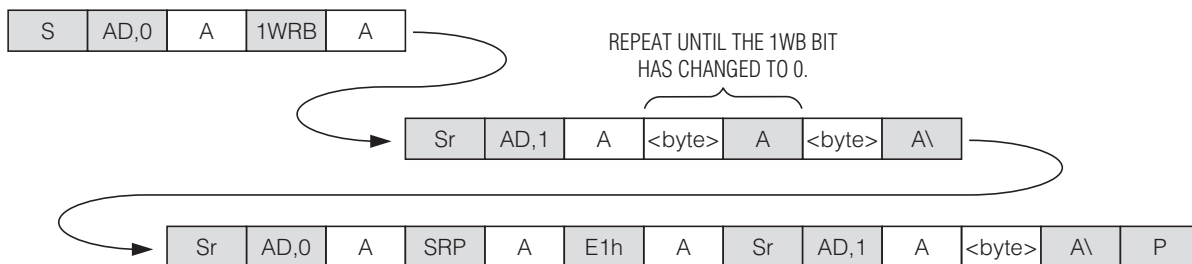 S AD,0 A 1WRB A
REPEAT UNTIL THE 1WB BIT
HAS CHANGED TO 0.
Sr AD,1 A <byte> A <byte> A\
Sr AD,0 A SRP A E1h A Sr AD,1 A <byte> A\ P